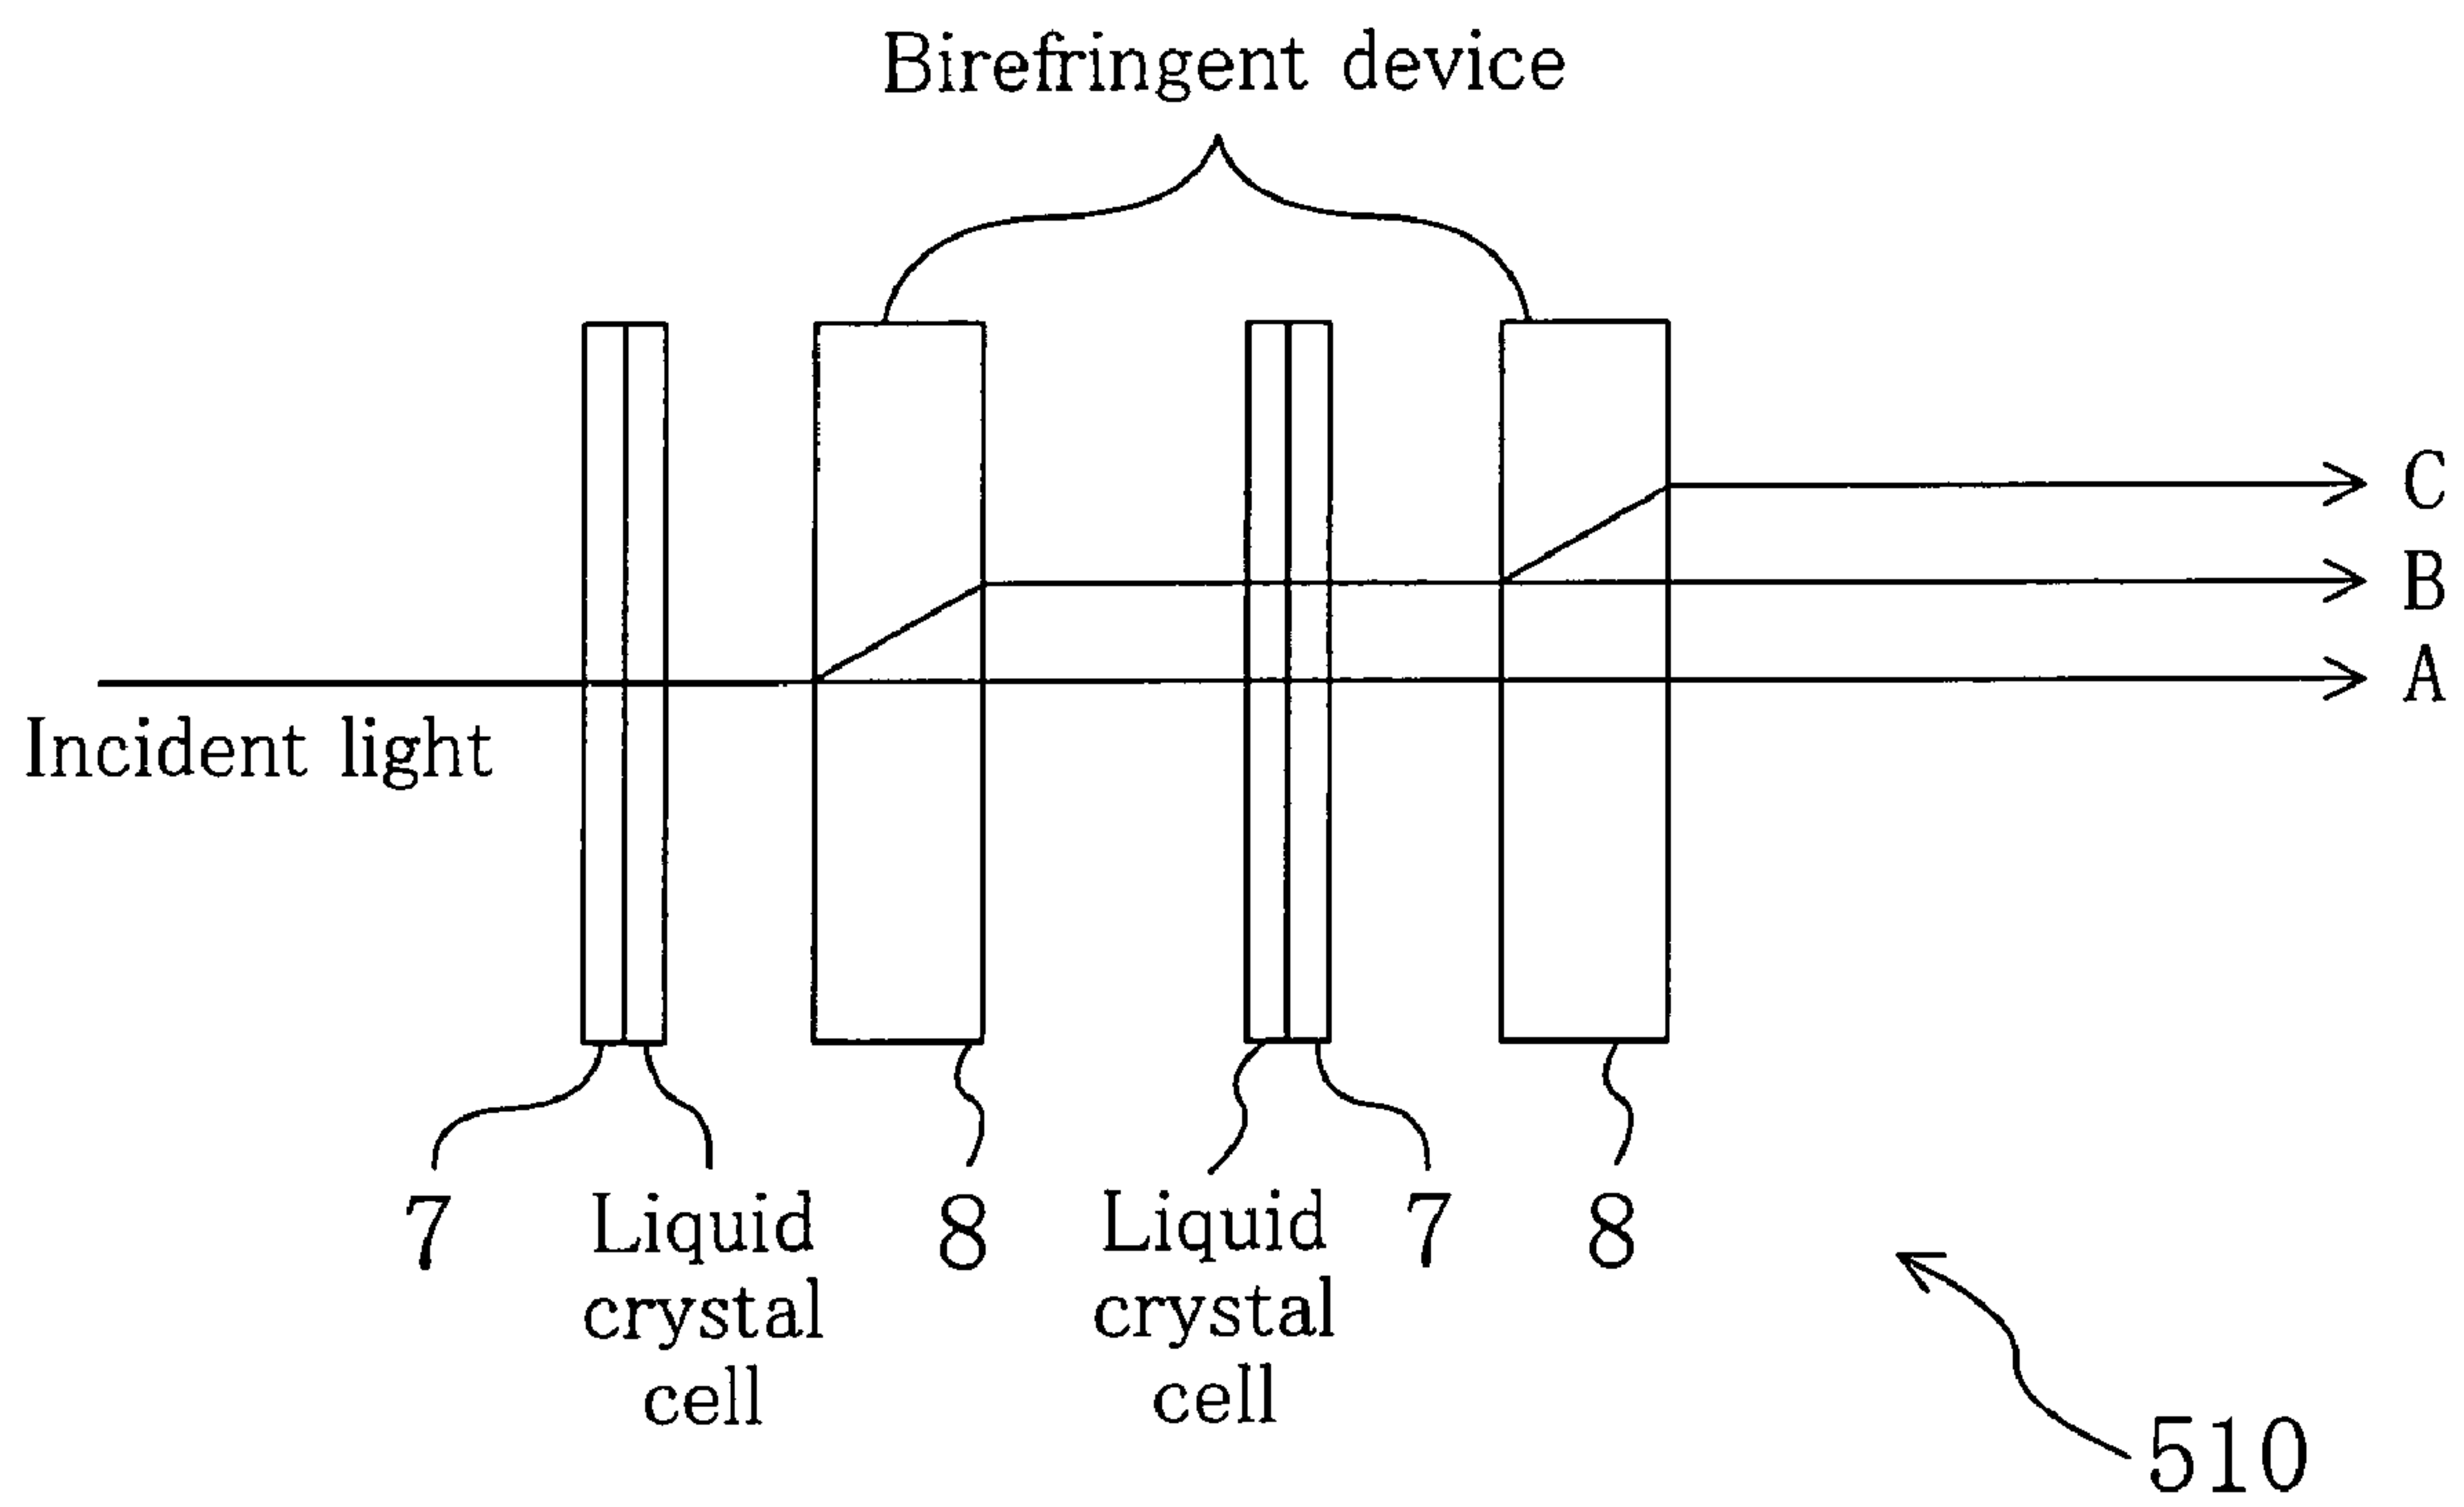 Birefringent device
C
B
A
Incident light
7
Liquid
crystal
cell
8
Liquid
crystal
cell
7
8
510